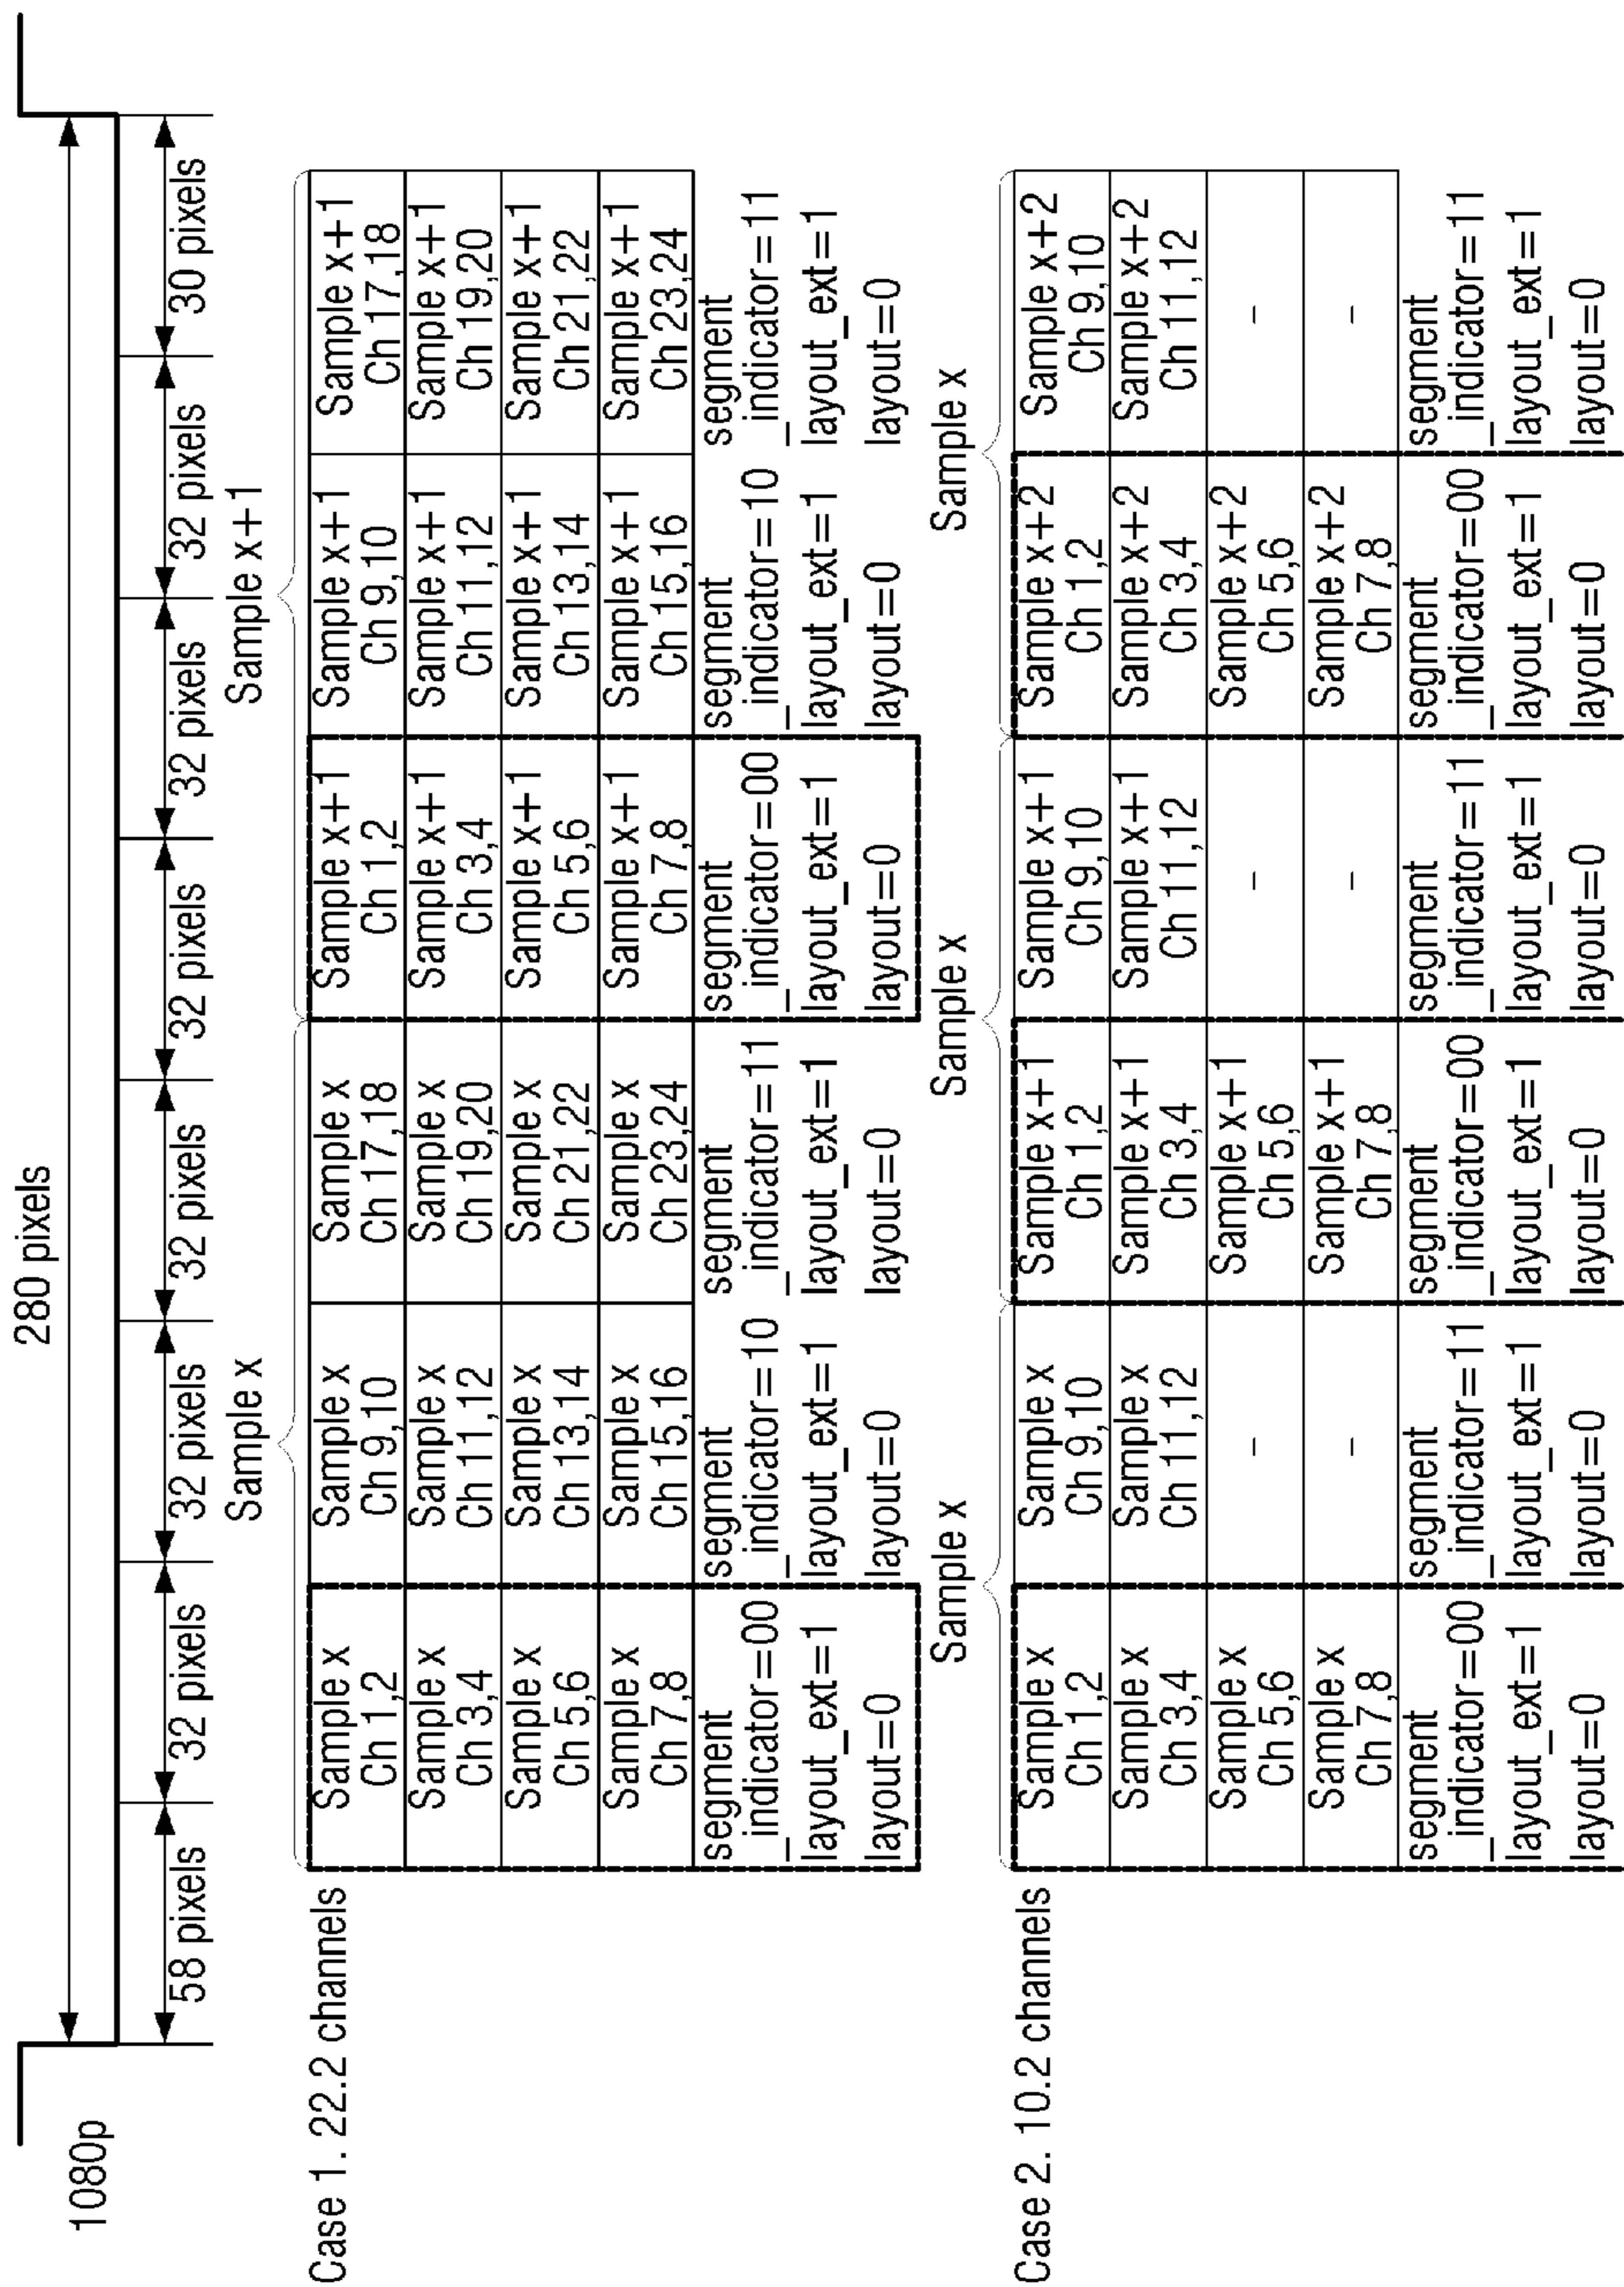 1080p
280 pixels
58 pixels
32 pixels
32 pixels
32 pixels
32 pixels
32 pixels
32 pixels
30 pixels
Case 1. 22.2 channels
Sample x
Sample x+1
Sample x
Ch 1,2
Sample x
Ch 9,10
Sample x
Ch 17,18
Sample x+1
Ch 1,2
Sample x+1
Ch 9,10
Sample x+1
Ch 17,18
Sample x
Ch 3,4
Sample x
Ch 11,12
Sample x
Ch 19,20
Sample x+1
Ch 3,4
Sample x+1
Ch 11,12
Sample x+1
Ch 19,20
Sample x
Ch 5,6
Sample x
Ch 13,14
Sample x
Ch 21,22
Sample x+1
Ch 5,6
Sample x+1
Ch 13,14
Sample x+1
Ch 21,22
Sample x
Ch 7,8
Sample x
Ch 15,16
Sample x
Ch 23,24
Sample x+1
Ch 7,8
Sample x+1
Ch 15,16
Sample x+1
Ch 23,24
segment
_indicator=00
layout_ext=1
layout=0
segment
_indicator=10
layout_ext=1
layout=0
segment
_indicator=11
layout_ext=1
layout=0
segment
_indicator=00
layout_ext=1
layout=0
segment
_indicator=10
layout_ext=1
layout=0
segment
_indicator=11
layout_ext=1
layout=0
Case 2. 10.2 channels
Sample x
Sample x
Sample x
Sample x
Ch 1,2
Sample x
Ch 9,10
Sample x+1
Ch 1,2
Sample x+1
Ch 9,10
Sample x+2
Ch 1,2
Sample x+2
Ch 9,10
Sample x
Ch 3,4
Sample x
Ch 11,12
Sample x+1
Ch 3,4
Sample x+1
Ch 11,12
Sample x+2
Ch 3,4
Sample x+2
Ch 11,12
Sample x
Ch 5,6
-
Sample x+1
Ch 5,6
-
Sample x+2
Ch 5,6
-
Sample x
Ch 7,8
-
Sample x+1
Ch 7,8
-
Sample x+2
Ch 7,8
-
segment
_indicator=00
layout_ext=1
layout=0
segment
_indicator=11
layout_ext=1
layout=0
segment
_indicator=00
layout_ext=1
layout=0
segment
_indicator=11
layout_ext=1
layout=0
segment
_indicator=00
layout_ext=1
layout=0
segment
_indicator=11
layout_ext=1
layout=0